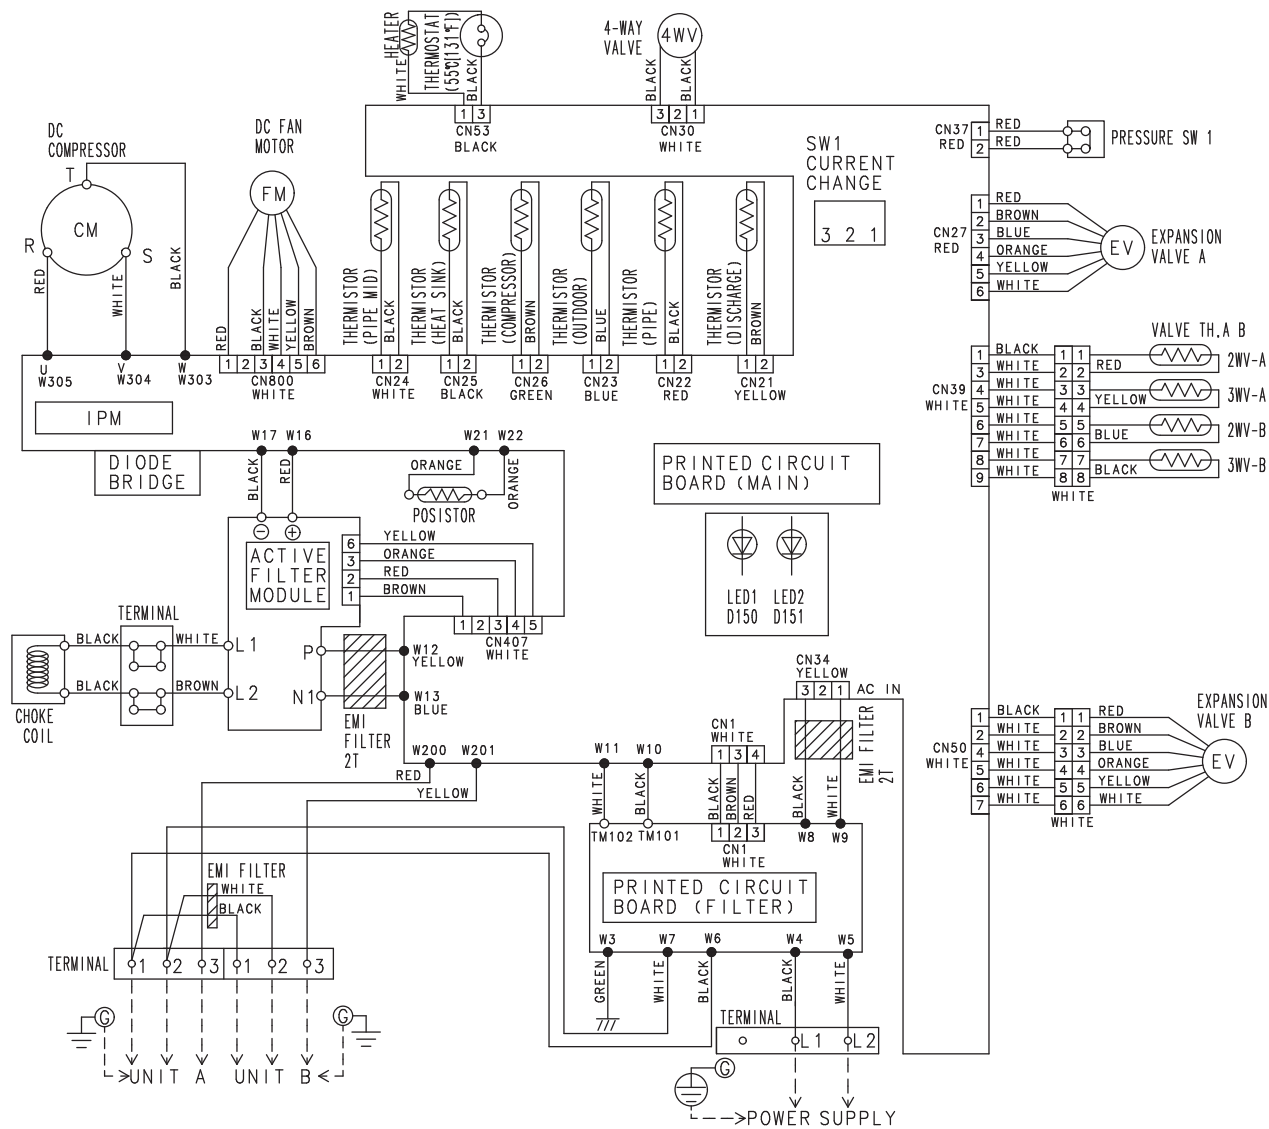 HEATER
THERMOSTAT
(55℃[131°F])
WHITE
BLACK
1 3
CN53
BLACK
4-WAY
VALVE
4WV
BLACK
BLACK
3 2 1
CN30
WHITE
SW1
CURRENT
CHANGE
3 2 1
CN37
RED
1 RED
2 RED
PRESSURE SW 1
CN27
RED
1 RED
2 BROWN
3 BLUE
4 ORANGE
5 YELLOW
6 WHITE
EV
EXPANSION
VALVE A
DC
COMPRESSOR
T
CM
R
S
RED
WHITE
BLACK
U
W305
V
W304
W
W303
IPM
DC FAN
MOTOR
FM
RED
BLACK
WHITE
YELLOW
BROWN
1 2 3 4 5 6
CN800
WHITE
THERMISTOR
(PIPE MID)
BLACK
1 2
CN24
WHITE
THERMISTOR
(HEAT SINK)
BLACK
1 2
CN25
BLACK
THERMISTOR
(COMPRESSOR)
BROWN
1 2
CN26
GREEN
THERMISTOR
(OUTDOOR)
BLUE
1 2
CN23
BLUE
THERMISTOR
(PIPE)
BLACK
1 2
CN22
RED
THERMISTOR
(DISCHARGE)
BROWN
1 2
CN21
YELLOW
VALVE TH.A B
CN39
WHITE
1 BLACK 1 1
3 WHITE 2 2 RED
2WV-A
4 WHITE 3 3
5 WHITE 4 4 YELLOW
3WV-A
6 WHITE 5 5
7 WHITE 6 6 BLUE
2WV-B
8 WHITE 7 7
9 WHITE 8 8 BLACK
3WV-B
WHITE
DIODE
BRIDGE
W17
W16
BLACK
RED
W21
W22
ORANGE
ORANGE
POSISTOR
PRINTED CIRCUIT
BOARD (MAIN)
LED1
D150
LED2
D151
− +
ACTIVE
FILTER
MODULE
6 YELLOW
3 ORANGE
2 RED
1 BROWN
1 2 3 4 5
CN407
WHITE
TERMINAL
CHOKE
COIL
BLACK
WHITE
L1
BLACK
BROWN
L2
P
N1
EMI
FILTER
2T
W12
YELLOW
W13
BLUE
W200
W201
RED
YELLOW
W11
W10
WHITE
BLACK
CN1
WHITE
1 3 4
BLACK
BROWN
RED
CN34
YELLOW
3 2 1
AC IN
EMI FILTER
2T
BLACK
WHITE
TM102
TM101
1 2 3
CN1
WHITE
W8
W9
PRINTED CIRCUIT
BOARD (FILTER)
W3
W7
W6
W4
W5
GREEN
WHITE
BLACK
BLACK
WHITE
CN50
WHITE
1 BLACK 1 1 RED
2 WHITE 2 2 BROWN
4 WHITE 3 3 BLUE
5 WHITE 4 4 ORANGE
6 WHITE 5 5 YELLOW
7 WHITE 6 6 WHITE
WHITE
EV
EXPANSION
VALVE B
EMI FILTER
WHITE
BLACK
TERMINAL
1 2 3 1 2 3
G
G
UNIT A
UNIT B
TERMINAL
L1 L2
G
POWER SUPPLY